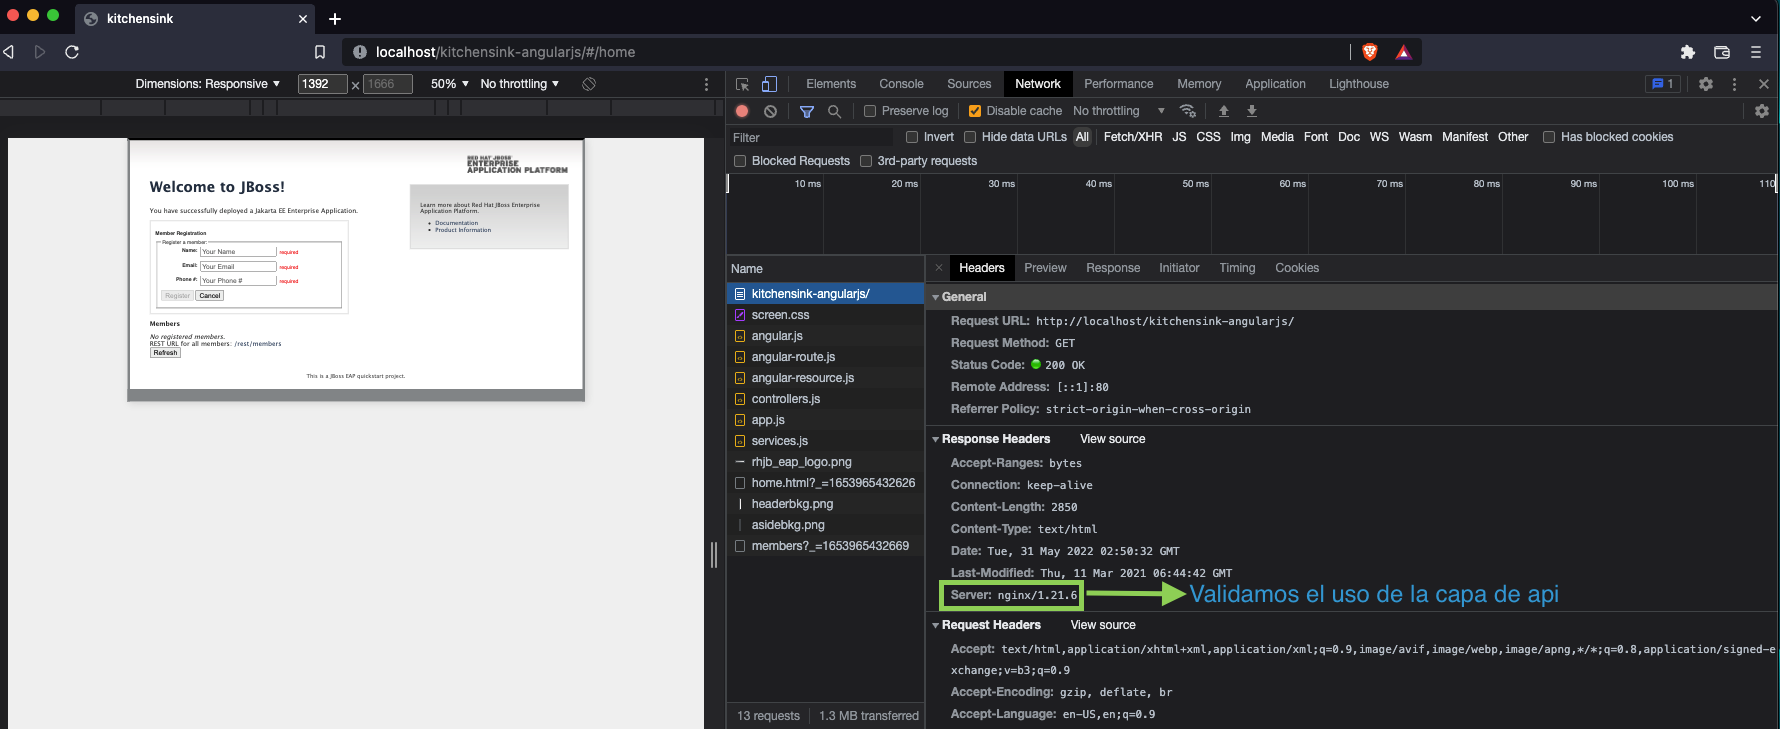 kitchensink
localhost/kitchensink-angularjs/#/home
Dimensions: Responsive ▼ 1392 × 1666 50% ▼ No throttling ▼
Elements Console Sources Network Performance Memory Application Lighthouse 1
Preserve log Disable cache No throttling ▼
Filter Invert Hide data URLs All Fetch/XHR JS CSS Img Media Font Doc WS Wasm Manifest Other Has blocked cookies
Blocked Requests 3rd-party requests
10 ms 20 ms 30 ms 40 ms 50 ms 60 ms 70 ms 80 ms 90 ms 100 ms 110
RED HAT JBOSS
ENTERPRISE
APPLICATION PLATFORM
Welcome to JBoss!
You have successfully deployed a Jakarta EE Enterprise Application.
Learn more about Red Hat JBoss Enterprise
Application Platform.
Documentation
Product Information
Member Registration
Register a member:
Name: Your Name required
Email: Your Email required
Phone #: Your Phone # required
Register Cancel
Members
No registered members.
REST URL for all members: /rest/members
Refresh
This is a JBoss EAP quickstart project.
Name
kitchensink-angularjs/
screen.css
angular.js
angular-route.js
angular-resource.js
controllers.js
app.js
services.js
rhjb_eap_logo.png
home.html?_=1653965432626
headerbkg.png
asidebkg.png
members?_=1653965432669
13 requests 1.3 MB transferred
Headers Preview Response Initiator Timing Cookies
General
Request URL: http://localhost/kitchensink-angularjs/
Request Method: GET
Status Code: 200 OK
Remote Address: [::1]:80
Referrer Policy: strict-origin-when-cross-origin
Response Headers View source
Accept-Ranges: bytes
Connection: keep-alive
Content-Length: 2850
Content-Type: text/html
Date: Tue, 31 May 2022 02:50:32 GMT
Last-Modified: Thu, 11 Mar 2021 06:44:42 GMT
Server: nginx/1.21.6 Validamos el uso de la capa de api
Request Headers View source
Accept: text/html,application/xhtml+xml,application/xml;q=0.9,image/avif,image/webp,image/apng,*/*;q=0.8,application/signed-e
xchange;v=b3;q=0.9
Accept-Encoding: gzip, deflate, br
Accept-Language: en-US,en;q=0.9